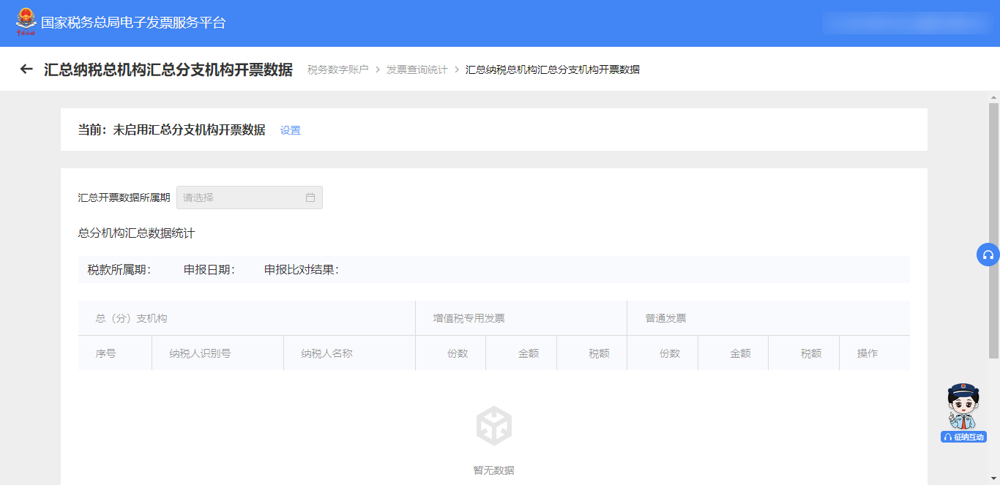 国家税务总局电子发票服务平台
汇总纳税总机构汇总分支机构开票数据 税务数字账户 > 发票查询统计 > 汇总纳税总机构汇总分支机构开票数据
当前：未启用汇总分支机构开票数据 设置
汇总开票数据所属期 请选择
总分机构汇总数据统计
税款所属期： 申报日期： 申报比对结果：
总（分）支机构 增值税专用发票 普通发票
序号 纳税人识别号 纳税人名称 份数 金额 税额 份数 金额 税额 操作
暂无数据
征纳互动